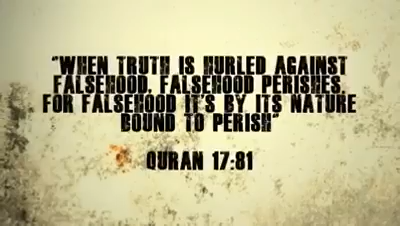 "WHEN TRUTH IS HURLED AGAINST
FALSEHOOD, FALSEHOOD PERISHES,
FOR FALSEHOOD IT'S BY ITS NATURE
BOUND TO PERISH"
QURAN 17:81